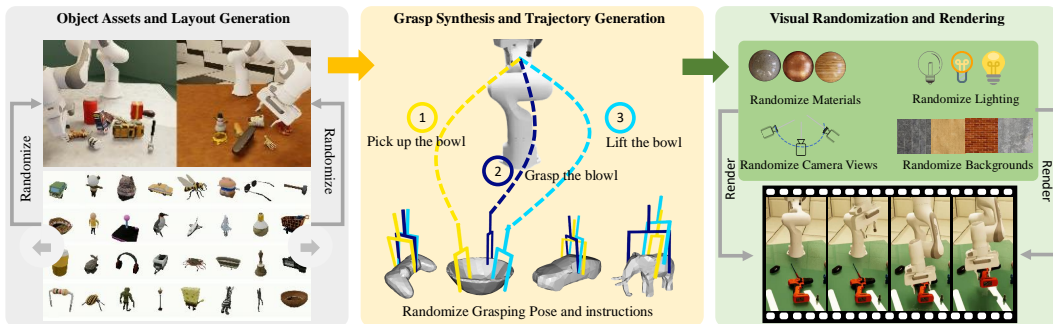 Object Assets and Layout Generation
Randomize
Randomize
Grasp Synthesis and Trajectory Generation
1
Pick up the bowl
2
Grasp the blowl
3
Lift the bowl
Randomize Grasping Pose and instructions
Visual Randomization and Rendering
Randomize Materials
Randomize Lighting
Randomize Camera Views
Randomize Backgrounds
Render
Render